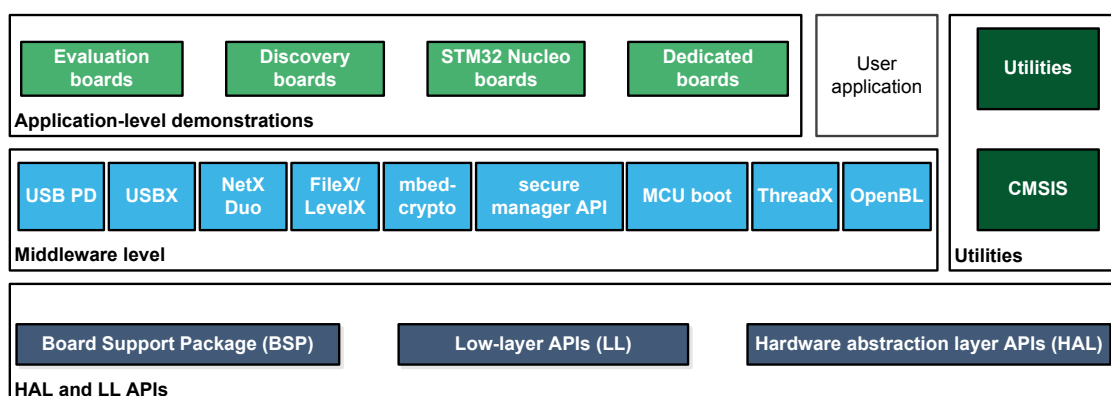 Evaluation
boards
Discovery
boards
STM32 Nucleo
boards
Dedicated
boards
Application-level demonstrations
User
application
Utilities
CMSIS
Utilities
USB PD
USBX
NetX
Duo
FileX/
LevelX
mbed-
crypto
secure
manager API
MCU boot
ThreadX
OpenBL
Middleware level
Board Support Package (BSP)
Low-layer APIs (LL)
Hardware abstraction layer APIs (HAL)
HAL and LL APIs